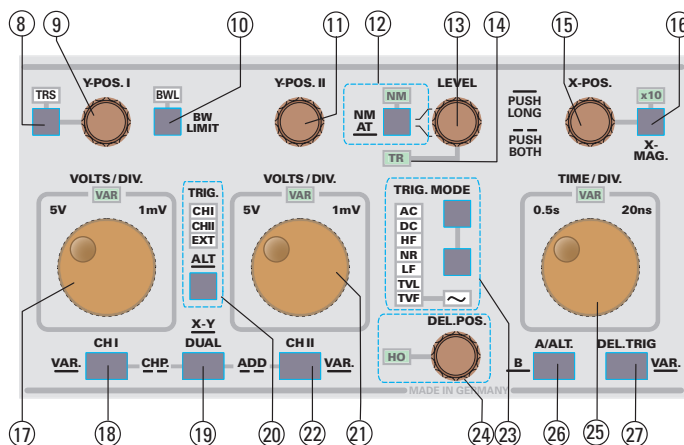 8 9 10 11 12 13 14 15 16
TRS Y-POS. I BWL BW LIMIT
Y-POS. II
NM NM AT
LEVEL
TR
PUSH LONG
PUSH BOTH
X-POS.
x10
X-MAG.
VOLTS / DIV.
VAR
5V 1mV
TRIG.
CHI
CHII
EXT
ALT
VOLTS / DIV.
VAR
5V 1mV
TRIG. MODE
AC
DC
HF
NR
LF
TVL
TVF ~
TIME / DIV.
VAR
0.5s 20ns
X-Y
VAR. CH I CHP. DUAL ADD CH II VAR.
DEL.POS.
HO
B A/ALT. DEL.TRIG VAR.
MADE IN GERMANY
17 18 19 20 22 21 24 23 26 25 27